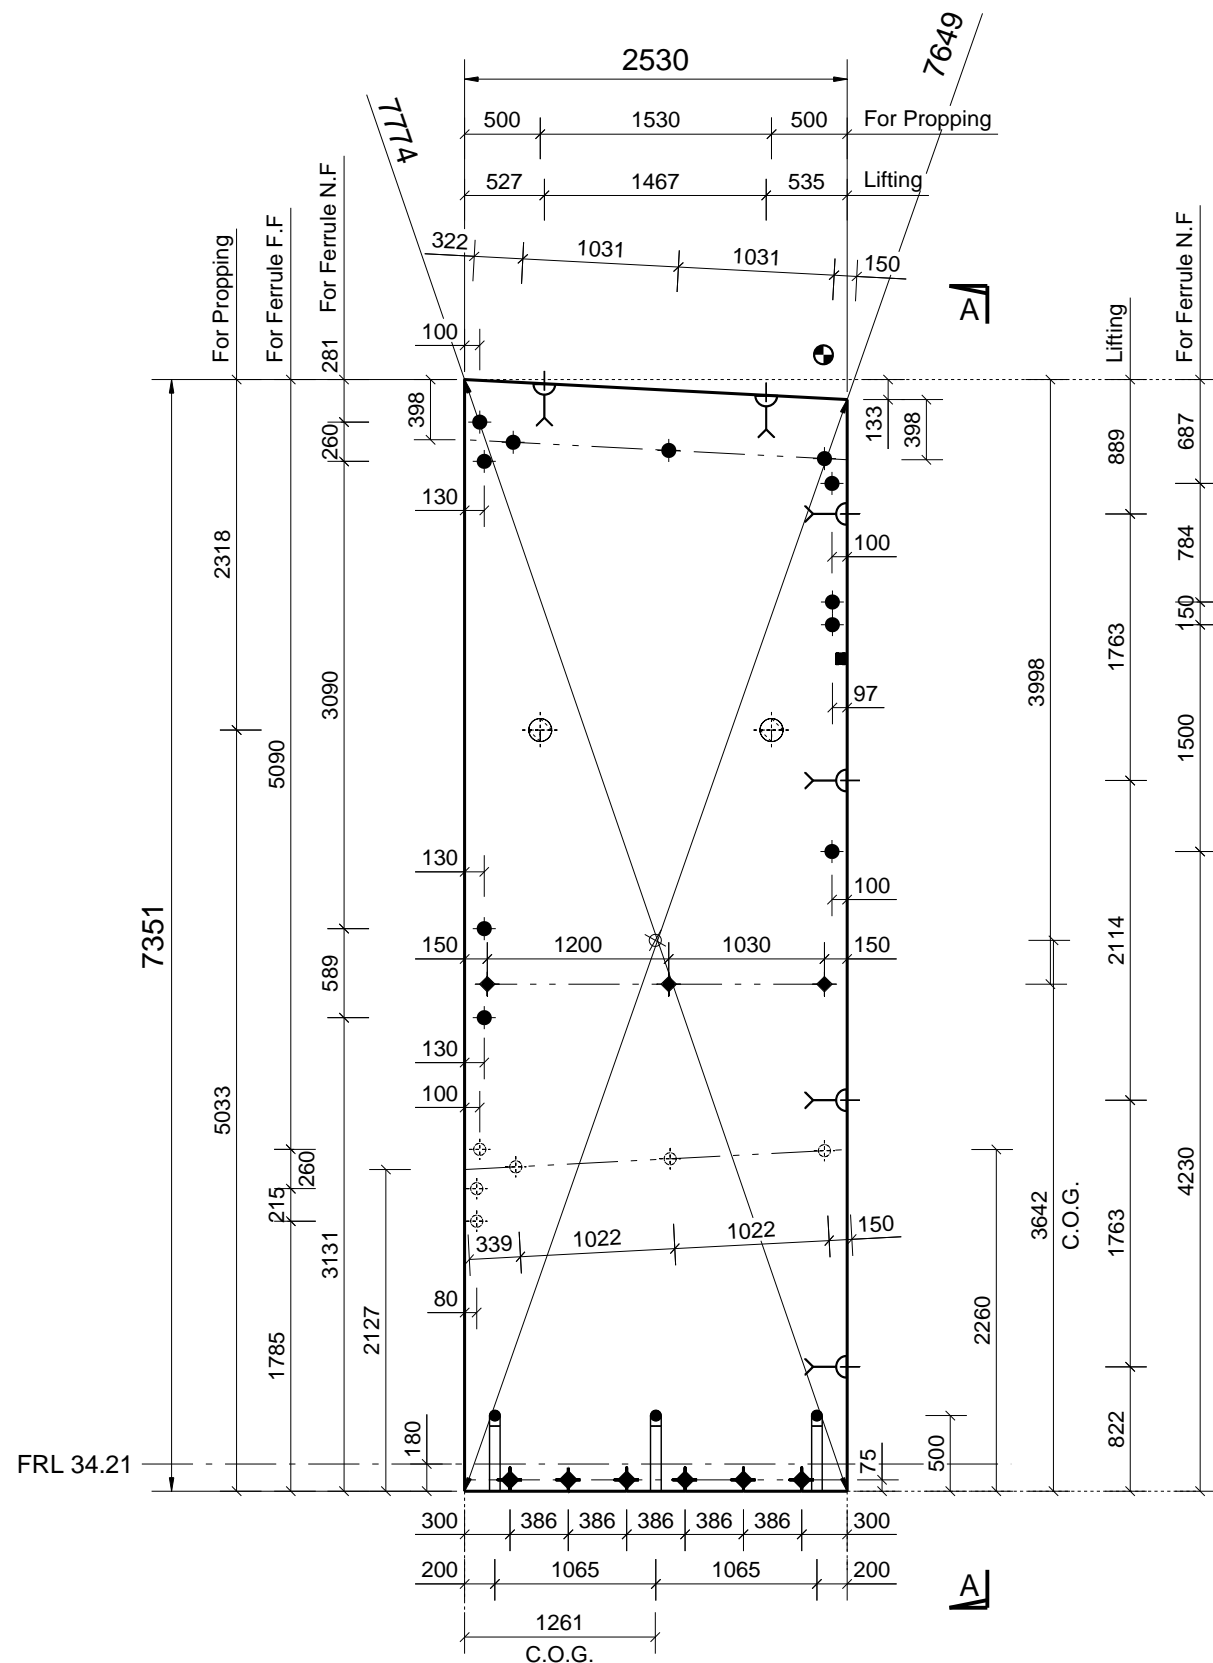 2530
7649
7774
500 1530 500 For Propping
527 1467 535 Lifting
322 1031 1031 150
For Propping
For Ferrule F.F
For Ferrule N.F
Lifting
For Ferrule N.F
A
100
281
398
260
130
133
398
889
687
100
784
150
2318
3090
5090
97
3998
1763
1500
7351
130
100
150 1200 1030 150
589
2114
130
100
5033
260
215
339 1022 1022 150
3131
80
2127
1785
3642
C.O.G.
2260
1763
4230
180
FRL 34.21
75
500
822
300 386 386 386 386 386 300
200 1065 1065 200
A
1261
C.O.G.